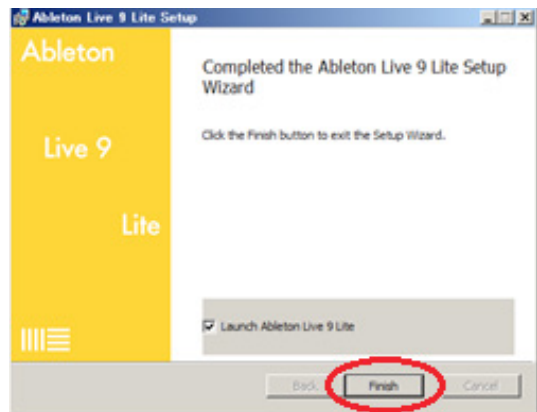 Ableton Live 9 Lite Setup
Ableton
Live 9
Lite
Completed the Ableton Live 9 Lite Setup
Wizard
Click the Finish button to exit the Setup Wizard.
Launch Ableton Live 9 Lite
Back
Finish
Cancel